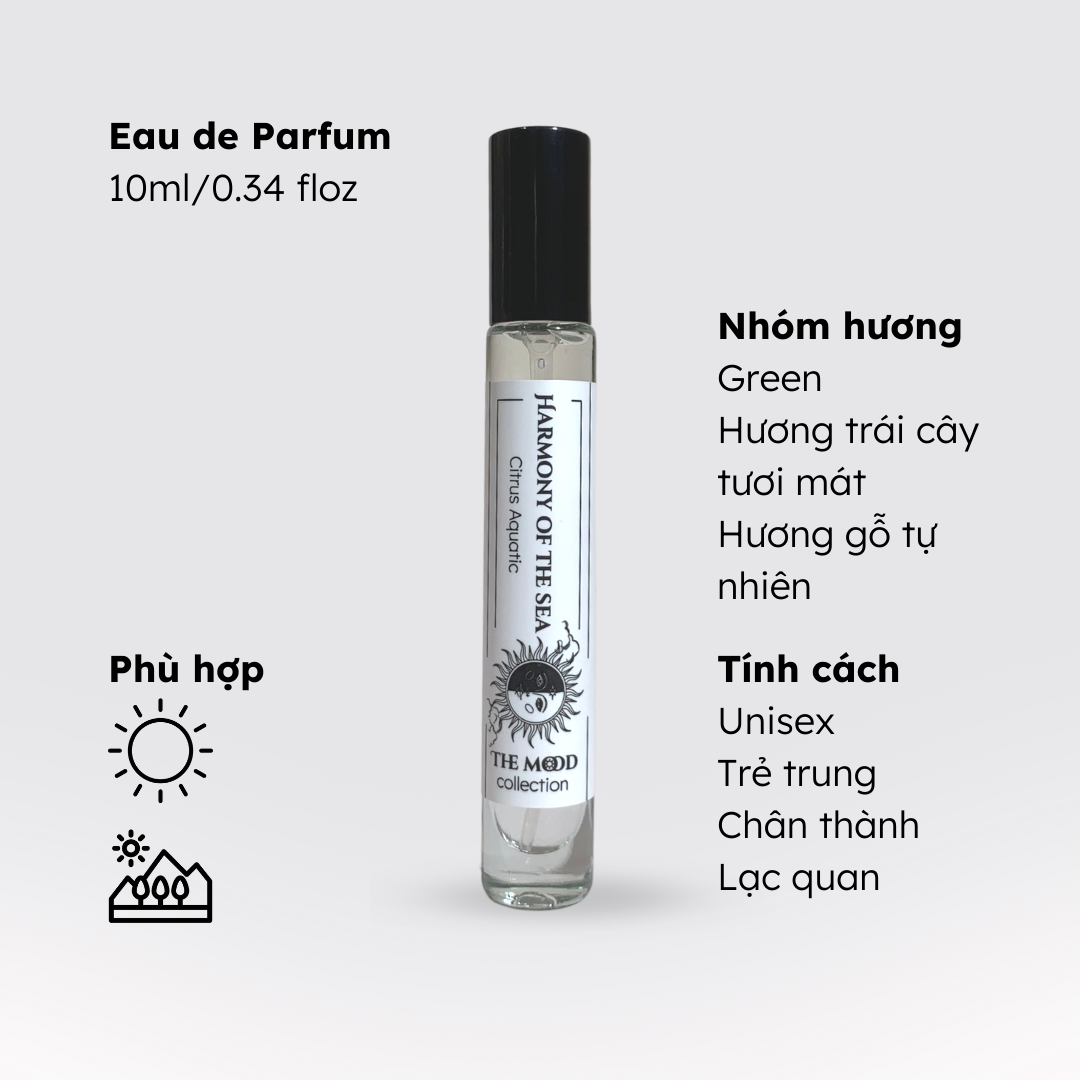 Eau de Parfum
10ml/0.34 floz
Nhóm hương
Green
Hương trái cây
tươi mát
Hương gỗ tự
nhiên
HARMONY OF THE SEA
Citrus Aquatic
THE MOOD
collection
Phù hợp
Tính cách
Unisex
Trẻ trung
Chân thành
Lạc quan